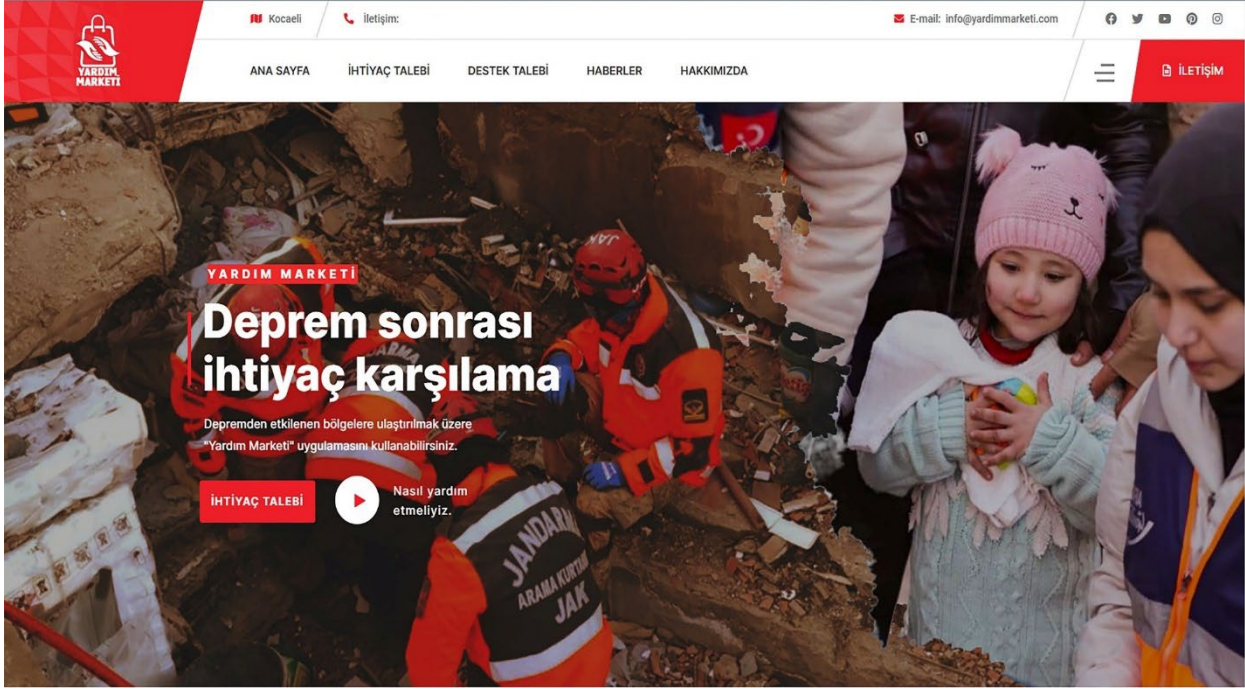 YARDIM
MARKETİ
Kocaeli
İletişim:
E-mail: info@yardimmarketi.com
ANA SAYFA
İHTİYAÇ TALEBİ
DESTEK TALEBİ
HABERLER
HAKKIMIZDA
İLETİŞİM
YARDIM MARKETİ
Deprem sonrası
ihtiyaç karşılama
Depremden etkilenen bölgelere ulaştırılmak üzere
"Yardım Marketi" uygulamasını kullanabilirsiniz.
İHTİYAÇ TALEBİ
Nasıl yardım
etmeliyiz.
JAK
JANDARMA
ARAMA KURTAR
JAK